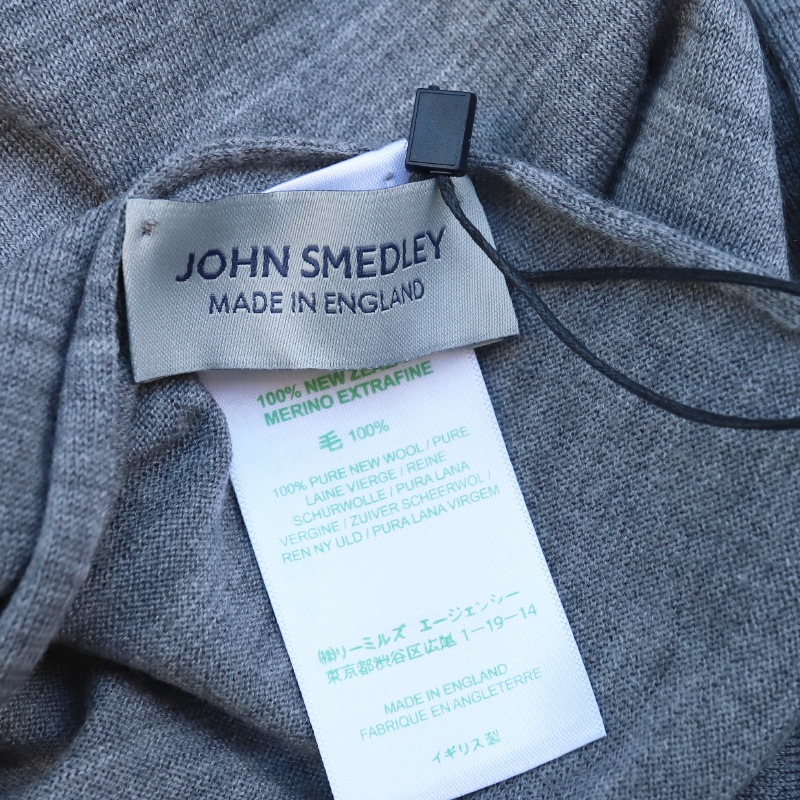 JOHN SMEDLEY
MADE IN ENGLAND
100% NEW
MERINO EXTRAFINE
毛 100%
100% PURE NEW WOOL / PURE
LAINE VIERGE / REINE
SCHURWOLLE / PURA LANA
VERGINE / ZUIVER SCHEERWOL /
REN NY ULD / PURA LANA VIRGEM
㈱リーミルズ エージェンシー
東京都渋谷区広尾 1-19-14
MADE IN ENGLAND
FABRIQUE EN ANGLETERRE
イギリス製